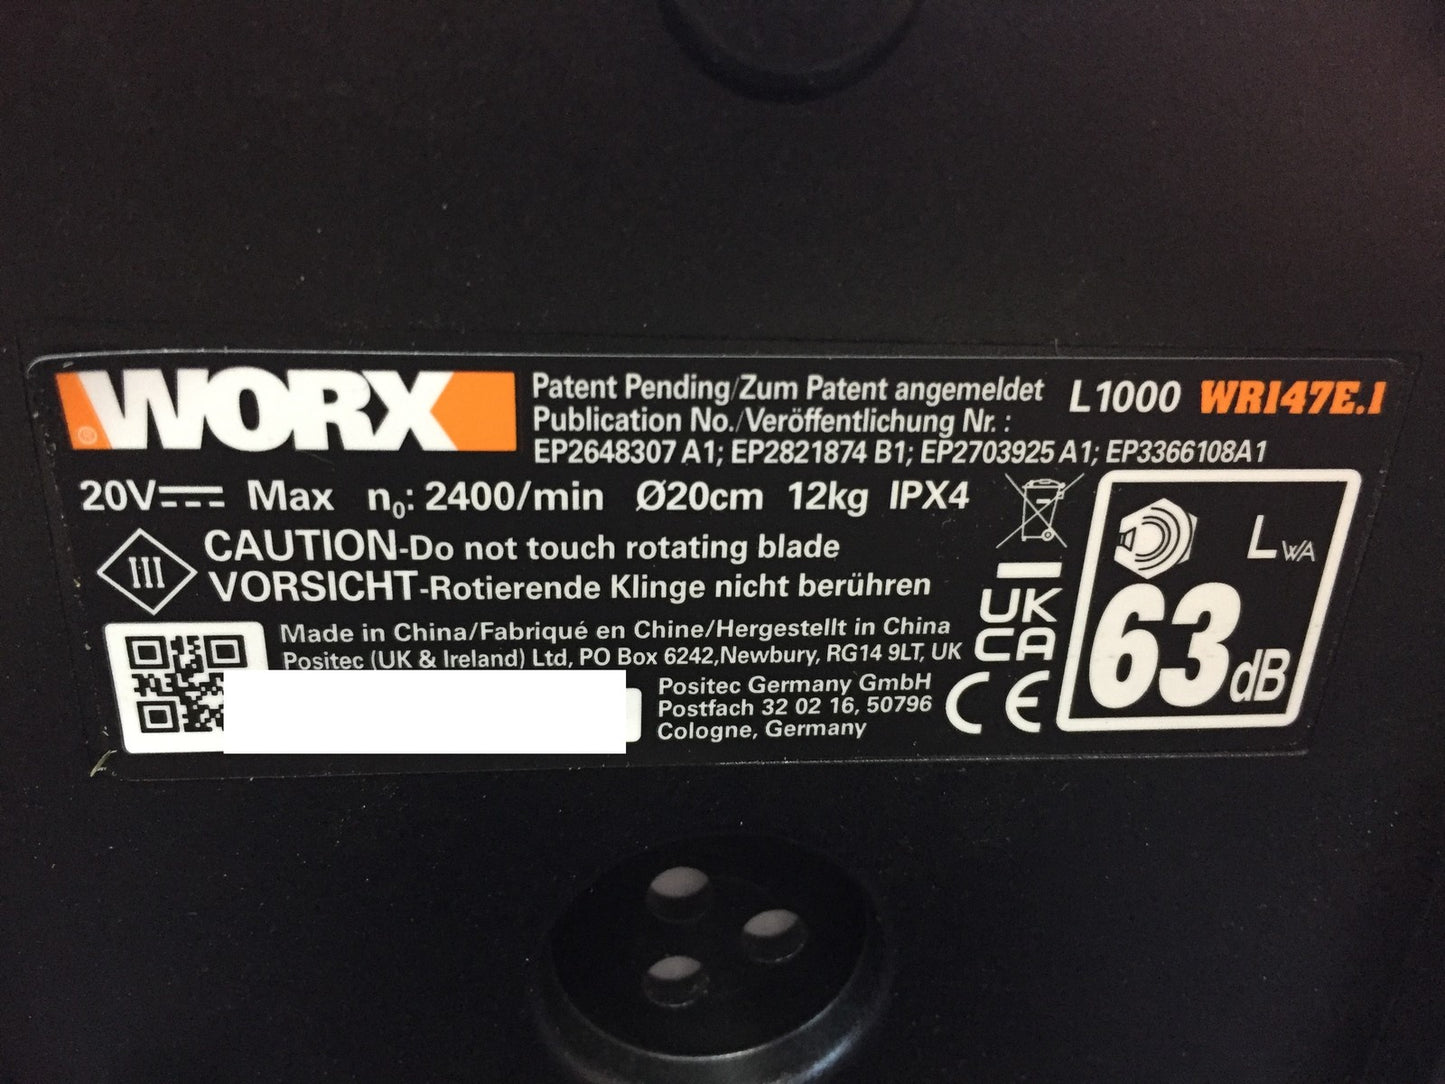 WORX
®
Patent Pending/Zum Patent angemeldet L1000 WR147E.1
Publication No./Veröffentlichung Nr.:
EP2648307 A1; EP2821874 B1; EP2703925 A1; EP3366108A1
20V Max n0: 2400/min Ø20cm 12kg IPX4
III
CAUTION-Do not touch rotating blade
VORSICHT-Rotierende Klinge nicht berühren
Made in China/Fabriqué en Chine/Hergestellt in China
Positec (UK & Ireland) Ltd, PO Box 6242,Newbury, RG14 9LT, UK
Positec Germany GmbH
Postfach 32 02 16, 50796
Cologne, Germany
UK
CA
CE
LWA
63dB